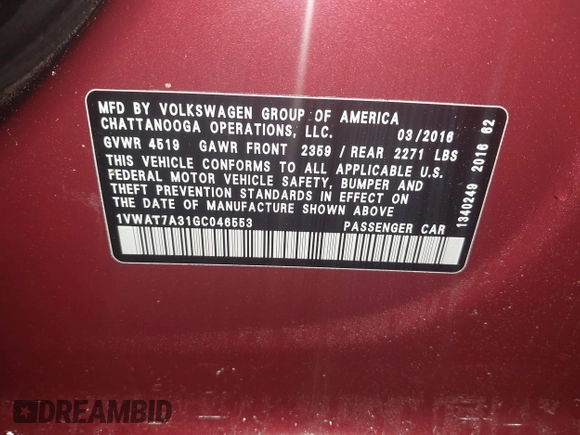 MFD BY VOLKSWAGEN GROUP OF AMERICA
CHATTANOOGA OPERATIONS, LLC. 03/2016
GVWR 4519 GAWR FRONT 2359 / REAR 2271 LBS
THIS VEHICLE CONFORMS TO ALL APPLICABLE U.S.
FEDERAL MOTOR VEHICLE SAFETY, BUMPER AND
THEFT PREVENTION STANDARDS IN EFFECT ON
THE DATE OF MANUFACTURE SHOWN ABOVE
1VWAT7A31GC046553 PASSENGER CAR
1340249 2016 62
DREAMBID